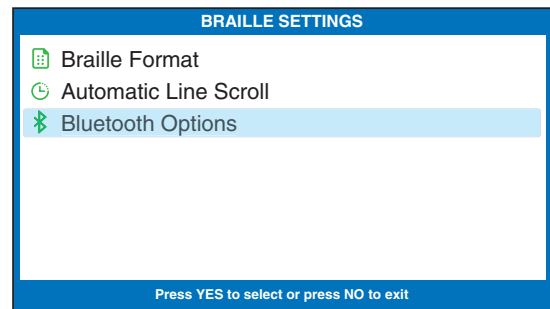 BRAILLE SETTINGS
Braille Format
Automatic Line Scroll
Bluetooth Options
Press YES to select or press NO to exit